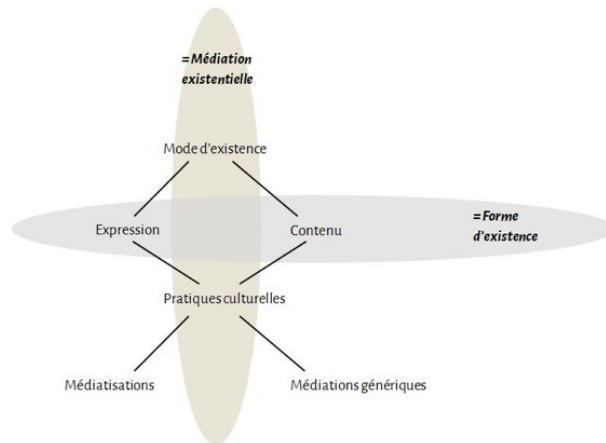 = Médiation
existentielle
Mode d'existence
Expression
Contenu
= Forme
d'existence
Pratiques culturelles
Médiatisations
Médiations génériques